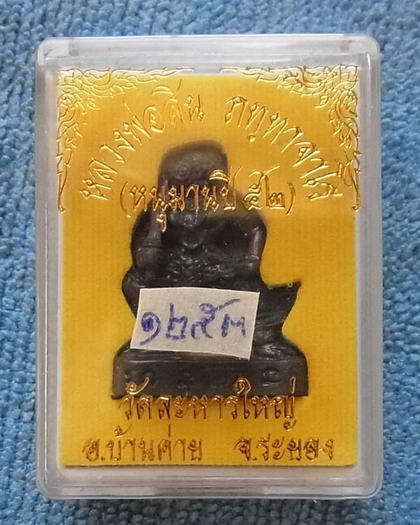 หลวงพ่อสิน ภทฺทาจาโร
(หนุมานปี ๕๒)
๑๒๕๓
วัดละหารใหญ่
อ.บ้านค่าย จ.ระยอง